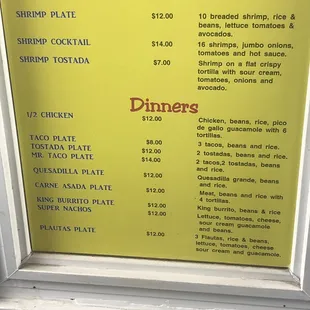 SHRIMP PLATE $12.00 10 breaded shrimp, rice &
beans, lettuce tomatoes &
avocados.
SHRIMP COCKTAIL $14.00 16 shrimps, jumbo onions,
tomatoes and hot sauce.
SHRIMP TOSTADA $7.00 Shrimp on a flat crispy
tortilla with sour cream,
tomatoes, onions and
avocado.
Dinners
1/2 CHICKEN $12.00 Chicken, beans, rice, pico
de gallo guacamole with 6
tortillas.
TACO PLATE $8.00 3 tacos, beans and rice.
TOSTADA PLATE $12.00 2 tostadas, beans and rice.
MR. TACO PLATE $14.00 2 tacos,2 tostadas, beans
and rice.
QUESADILLA PLATE $12.00 Quesadilla grande, beans
and rice.
CARNE ASADA PLATE $12.00 Meat, beans and rice with
4 tortillas.
KING BURRITO PLATE $12.00 King burrito, beans & rice
SUPER NACHOS $12.00 Lettuce, tomatoes, cheese,
sour cream guacamole
and beans.
FLAUTAS PLATE $12.00 3 Flautas, rice & beans,
lettuce, tomatoes, cheese
sour cream and guacamole.